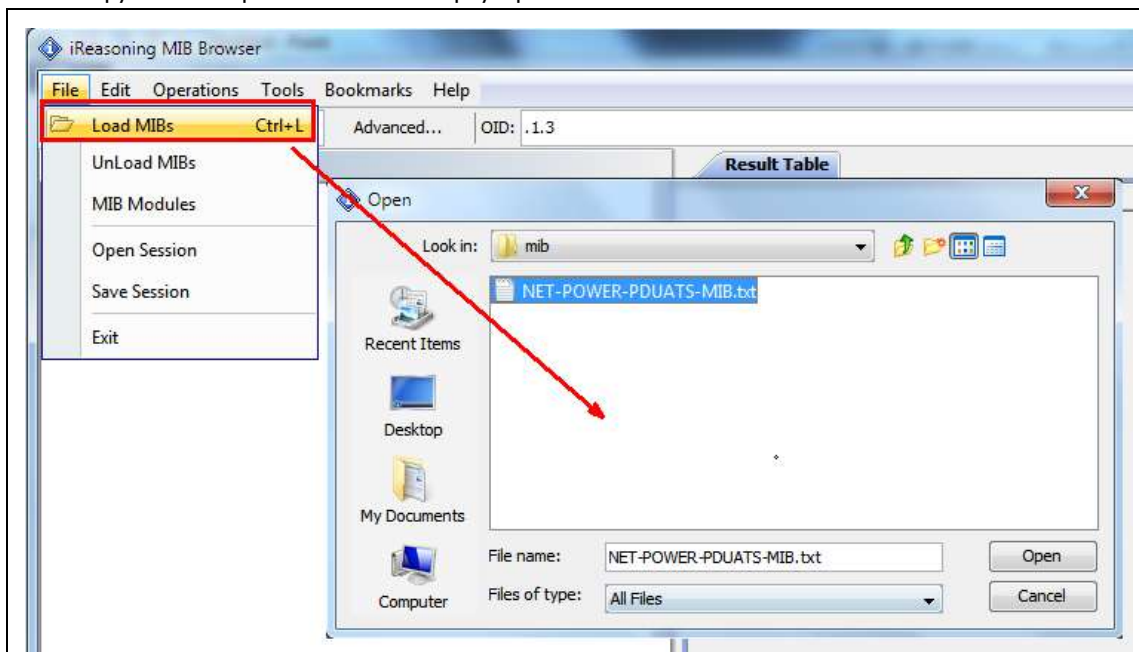 iReasoning MIB Browser
File Edit Operations Tools Bookmarks Help
Load MIBs Ctrl+L
Advanced... OID: .1.3
UnLoad MIBs
Result Table
MIB Modules
Open
Open Session
Look in: mib
Save Session
NET-POWER-PDUATS-MIB.txt
Exit
Recent Items
Desktop
My Documents
Computer
File name: NET-POWER-PDUATS-MIB.txt Open
Files of type: All Files Cancel